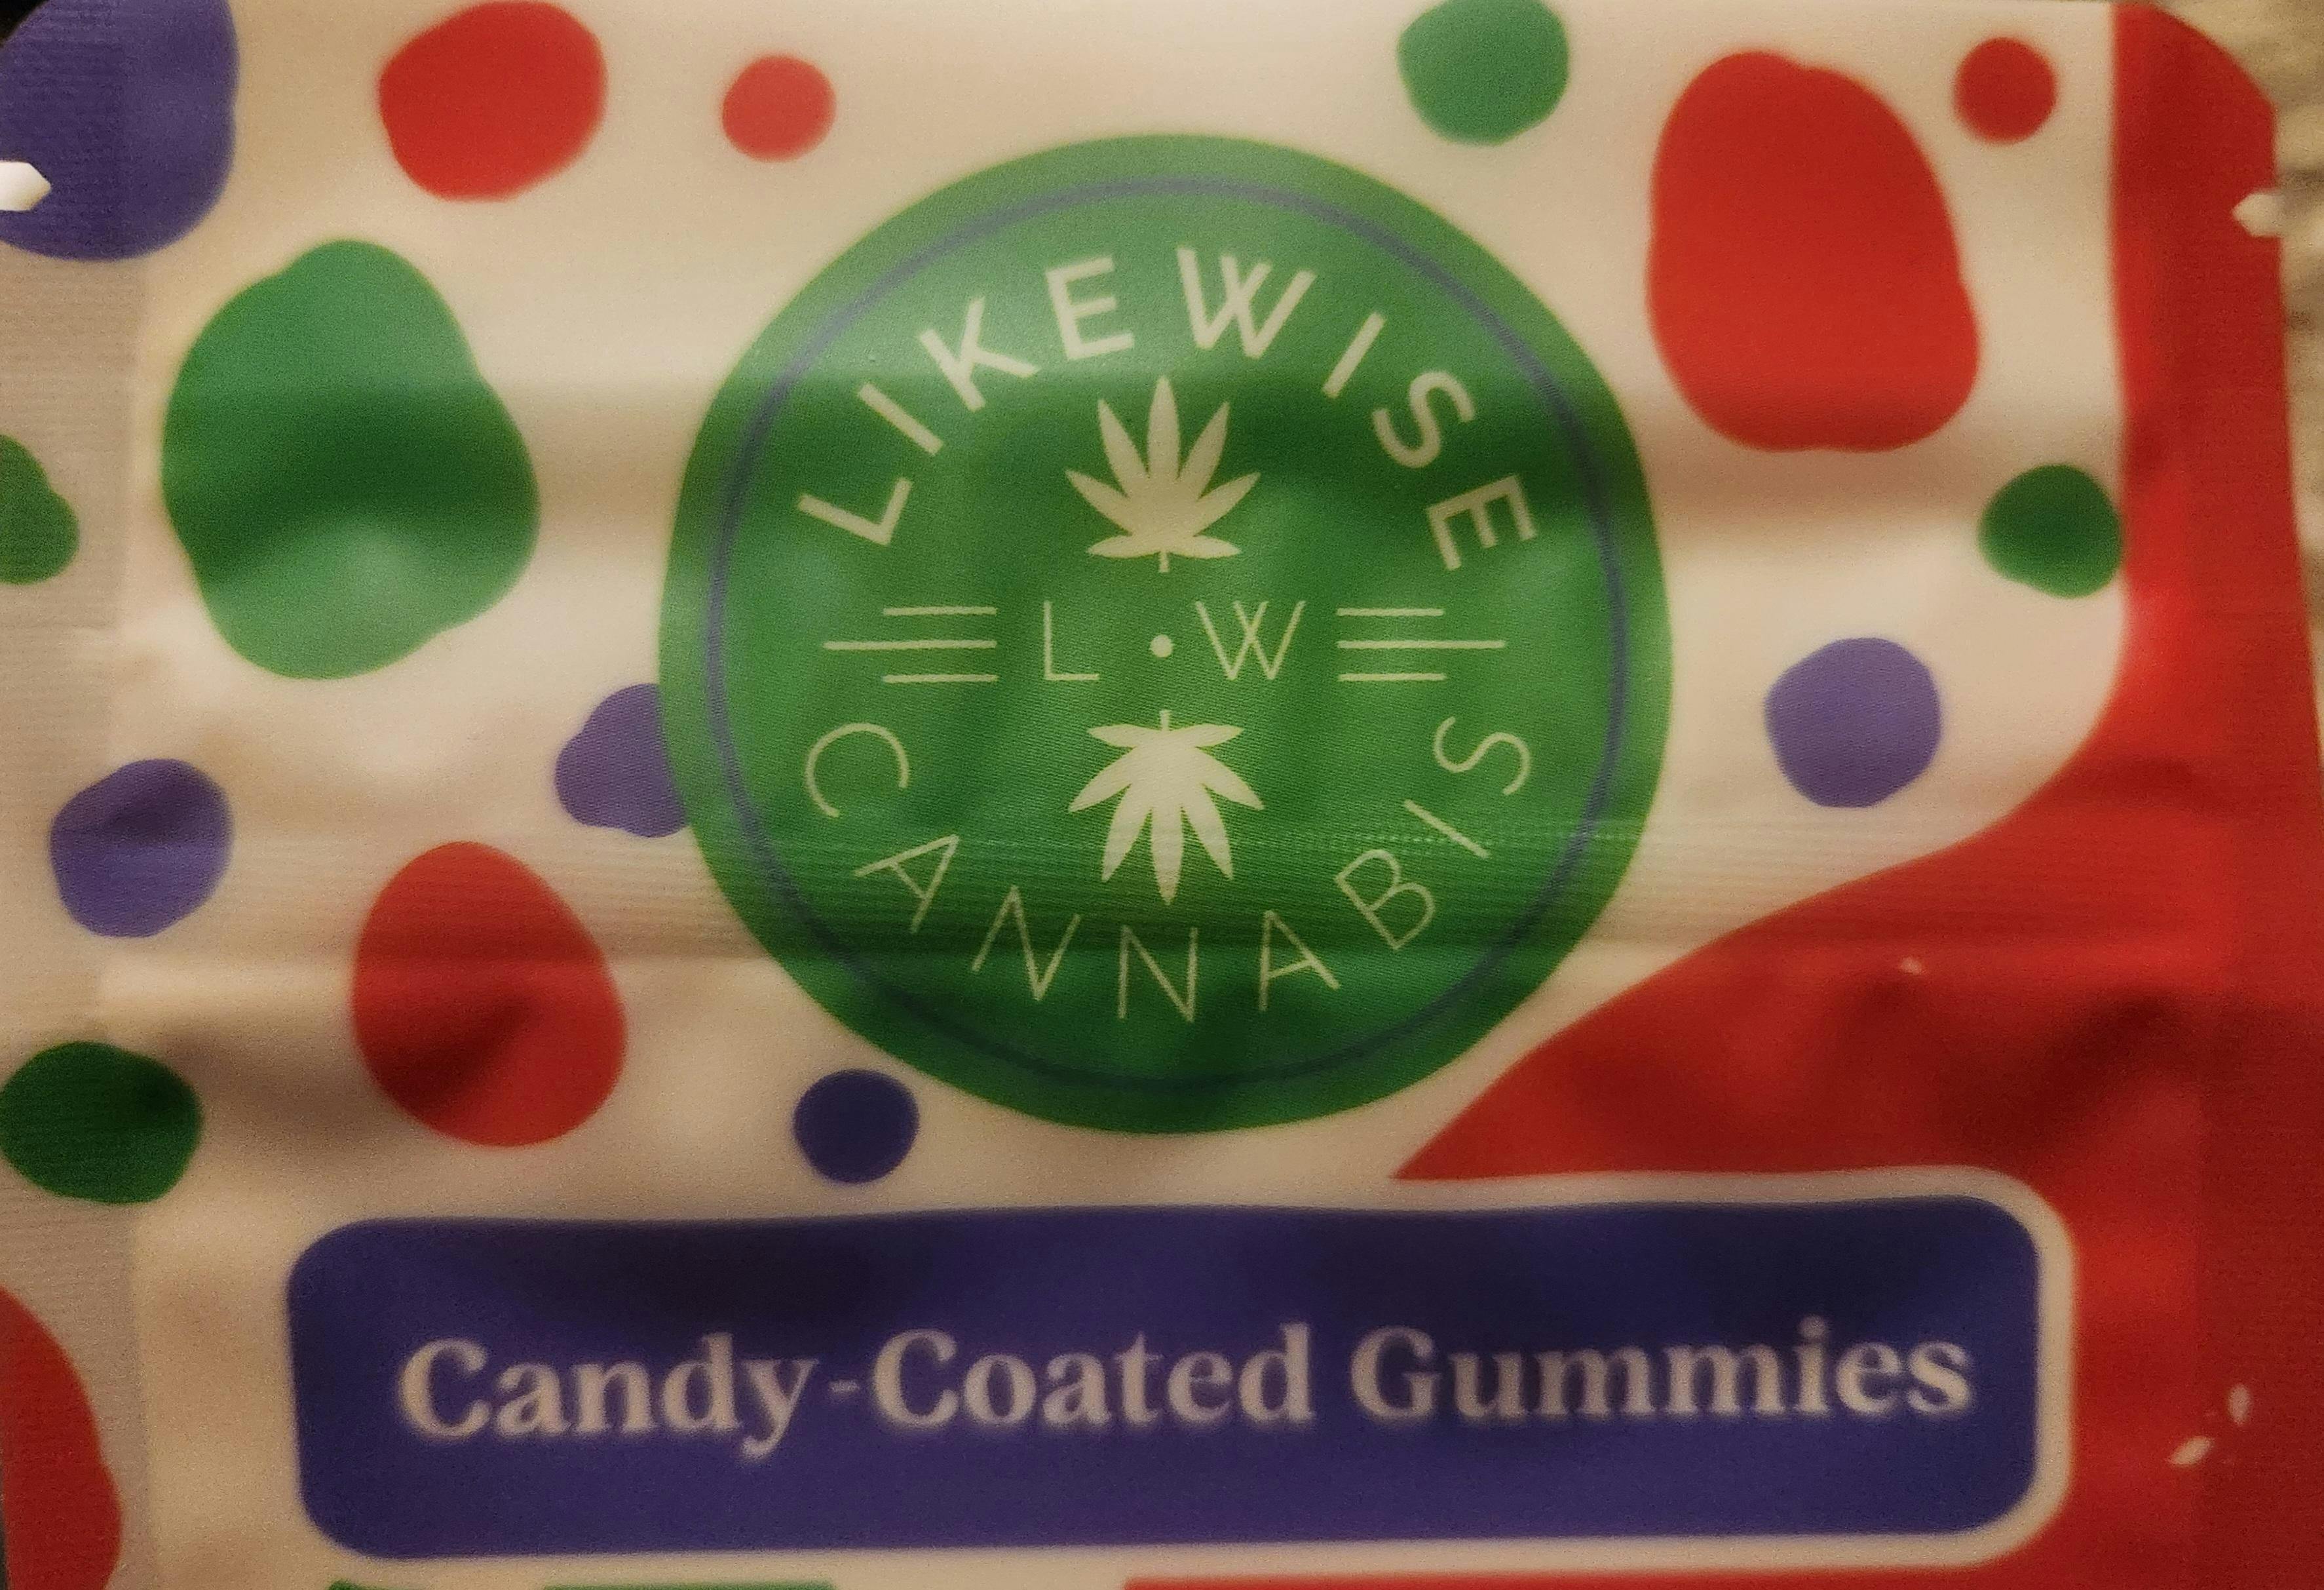 LIKEWISE
L•W
CANNABIS
Candy-Coated Gummies